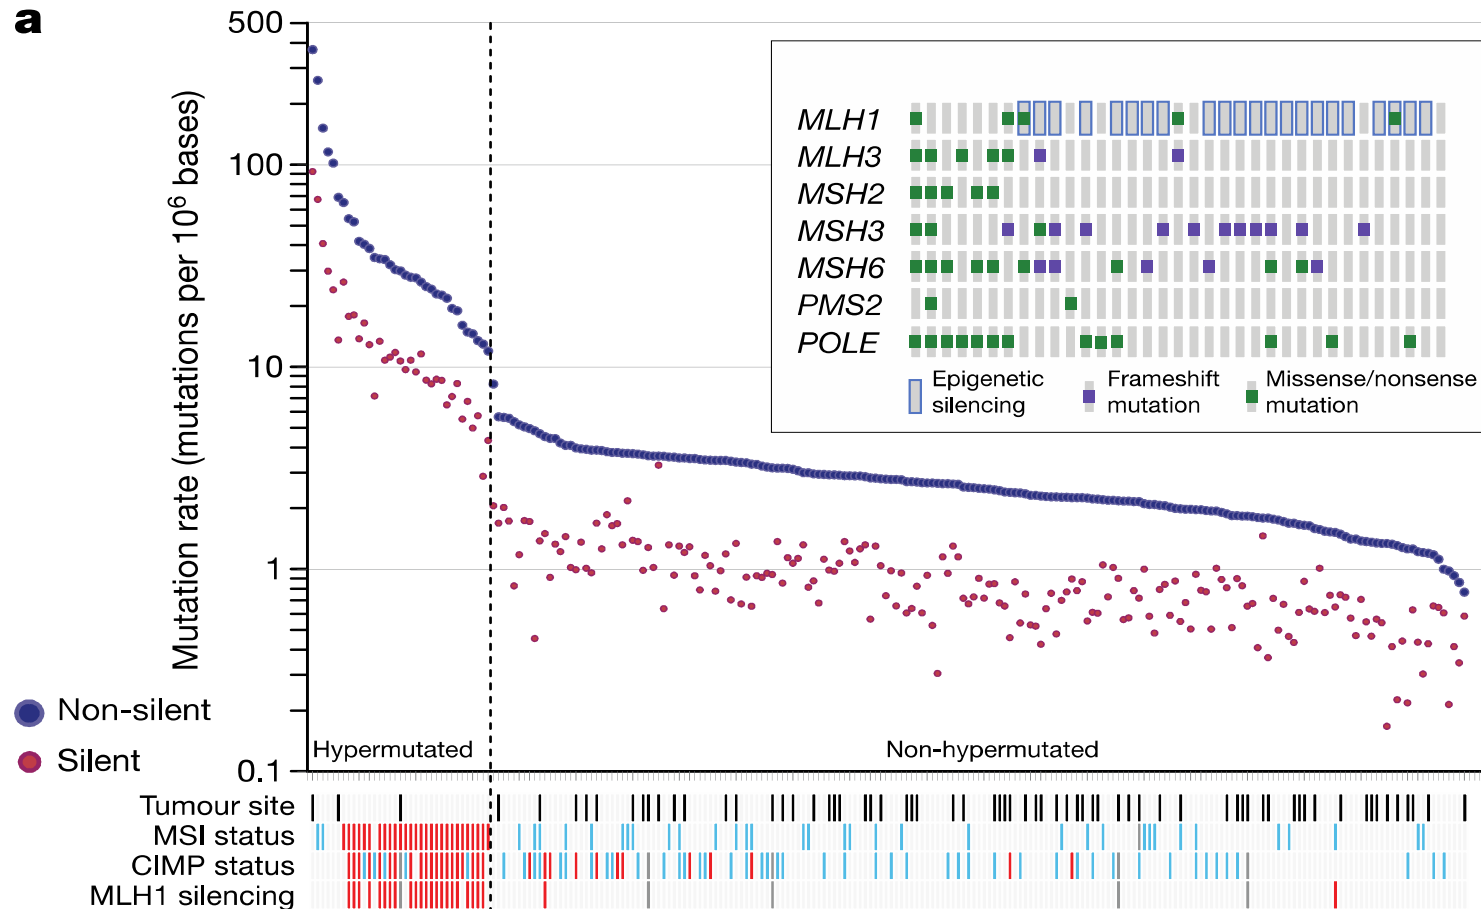 a
500
100
10
1
0.1
Mutation rate (mutations per 10⁶ bases)
MLH1
MLH3
MSH2
MSH3
MSH6
PMS2
POLE
Epigenetic silencing
Frameshift mutation
Missense/nonsense mutation
Non-silent
Silent
Hypermutated
Non-hypermutated
Tumour site
MSI status
CIMP status
MLH1 silencing